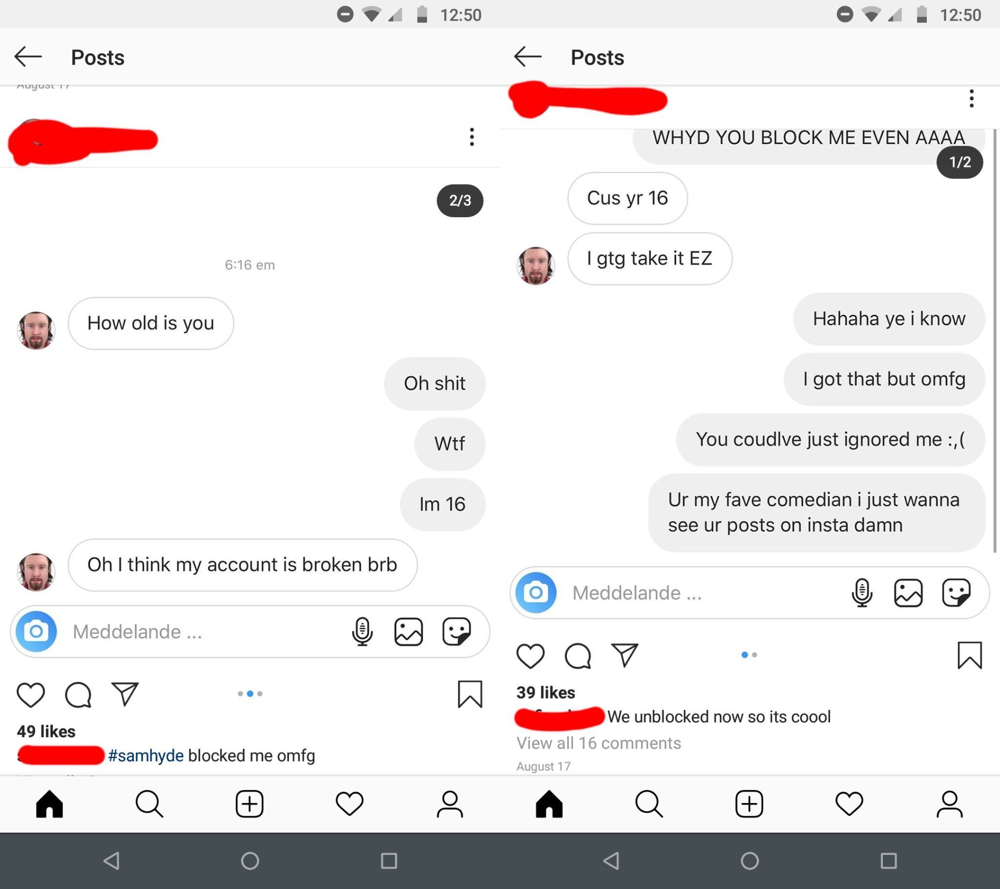 12:50
Posts
August 17
2/3
6:16 em
How old is you
Oh shit
Wtf
Im 16
Oh I think my account is broken brb
Meddelande ...
49 likes
#samhyde blocked me omfg
12:50
Posts
WHYD YOU BLOCK ME EVEN AAAA
1/2
Cus yr 16
I gtg take it EZ
Hahaha ye i know
I got that but omfg
You coudlve just ignored me :,(
Ur my fave comedian i just wanna
see ur posts on insta damn
Meddelande ...
39 likes
We unblocked now so its coool
View all 16 comments
August 17